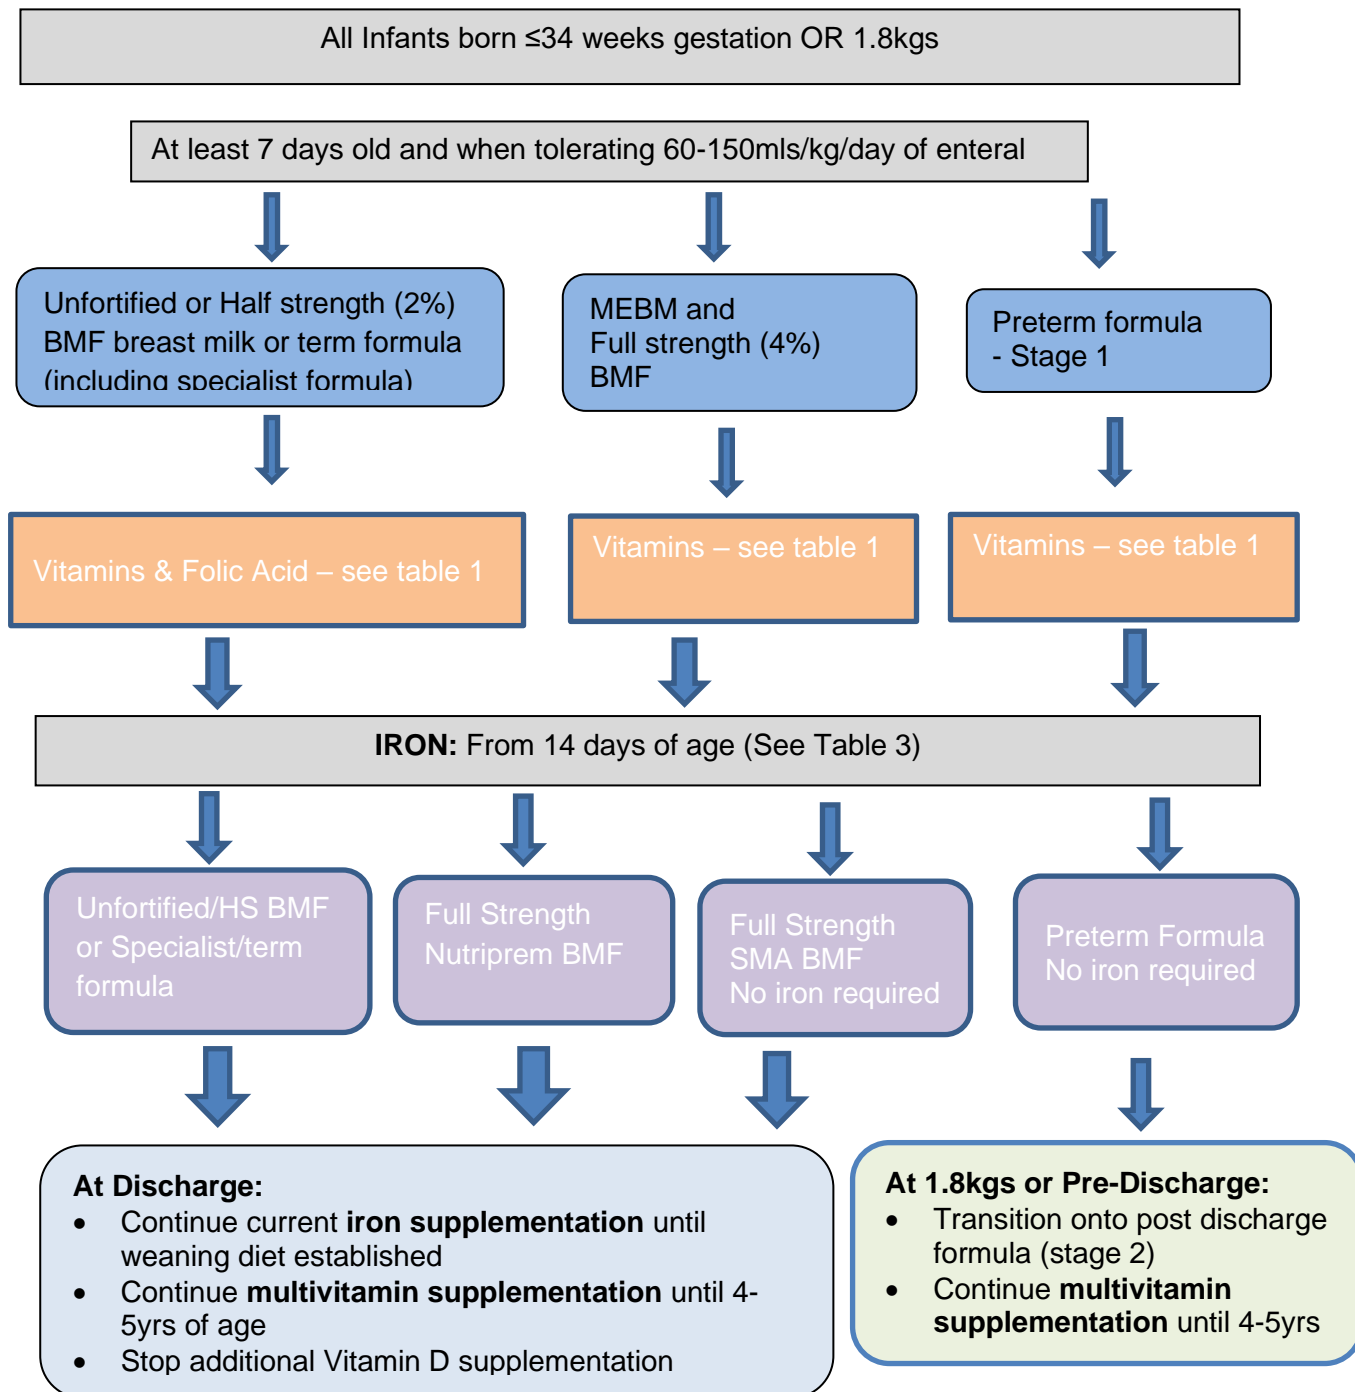 All Infants born ≤34 weeks gestation OR 1.8kgs
At least 7 days old and when tolerating 60-150mls/kg/day of enteral
Unfortified or Half strength (2%)
BMF breast milk or term formula
(including specialist formula)
MEBM and
Full strength (4%)
BMF
Preterm formula
- Stage 1
Vitamins & Folic Acid – see table 1
Vitamins – see table 1
Vitamins – see table 1
IRON: From 14 days of age (See Table 3)
Unfortified/HS BMF
or Specialist/term
formula
Full Strength
Nutriprem BMF
Full Strength
SMA BMF
No iron required
Preterm Formula
No iron required
At Discharge:
• Continue current iron supplementation until
weaning diet established
• Continue multivitamin supplementation until 4-
5yrs of age
• Stop additional Vitamin D supplementation
At 1.8kgs or Pre-Discharge:
• Transition onto post discharge
formula (stage 2)
• Continue multivitamin
supplementation until 4-5yrs